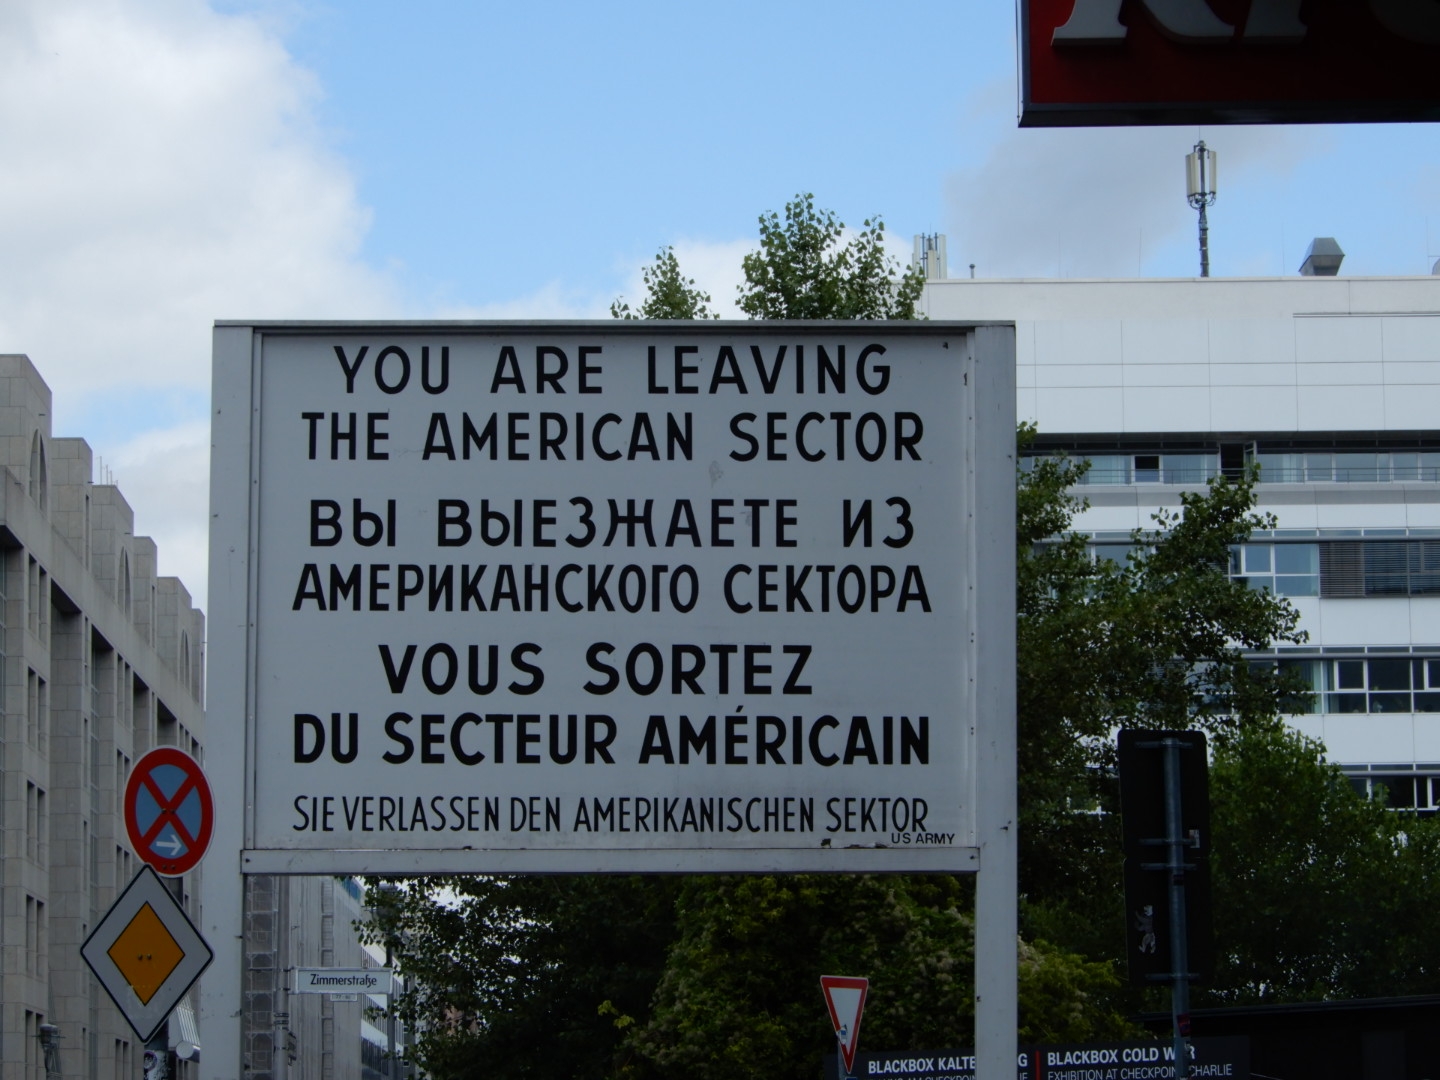 YOU ARE LEAVING
THE AMERICAN SECTOR
ВЫ ВЫЕЗЖАЕТЕ ИЗ
АМЕРИКАНСКОГО СЕКТОРА
VOUS SORTEZ
DU SECTEUR AMÉRICAIN
SIE VERLASSEN DEN AMERIKANISCHEN SEKTOR
US ARMY
Zimmerstraße
BLACKBOX
BLACKBOX COLD WAR
EXHIBITION AT CHECKPOINT CHARLIE